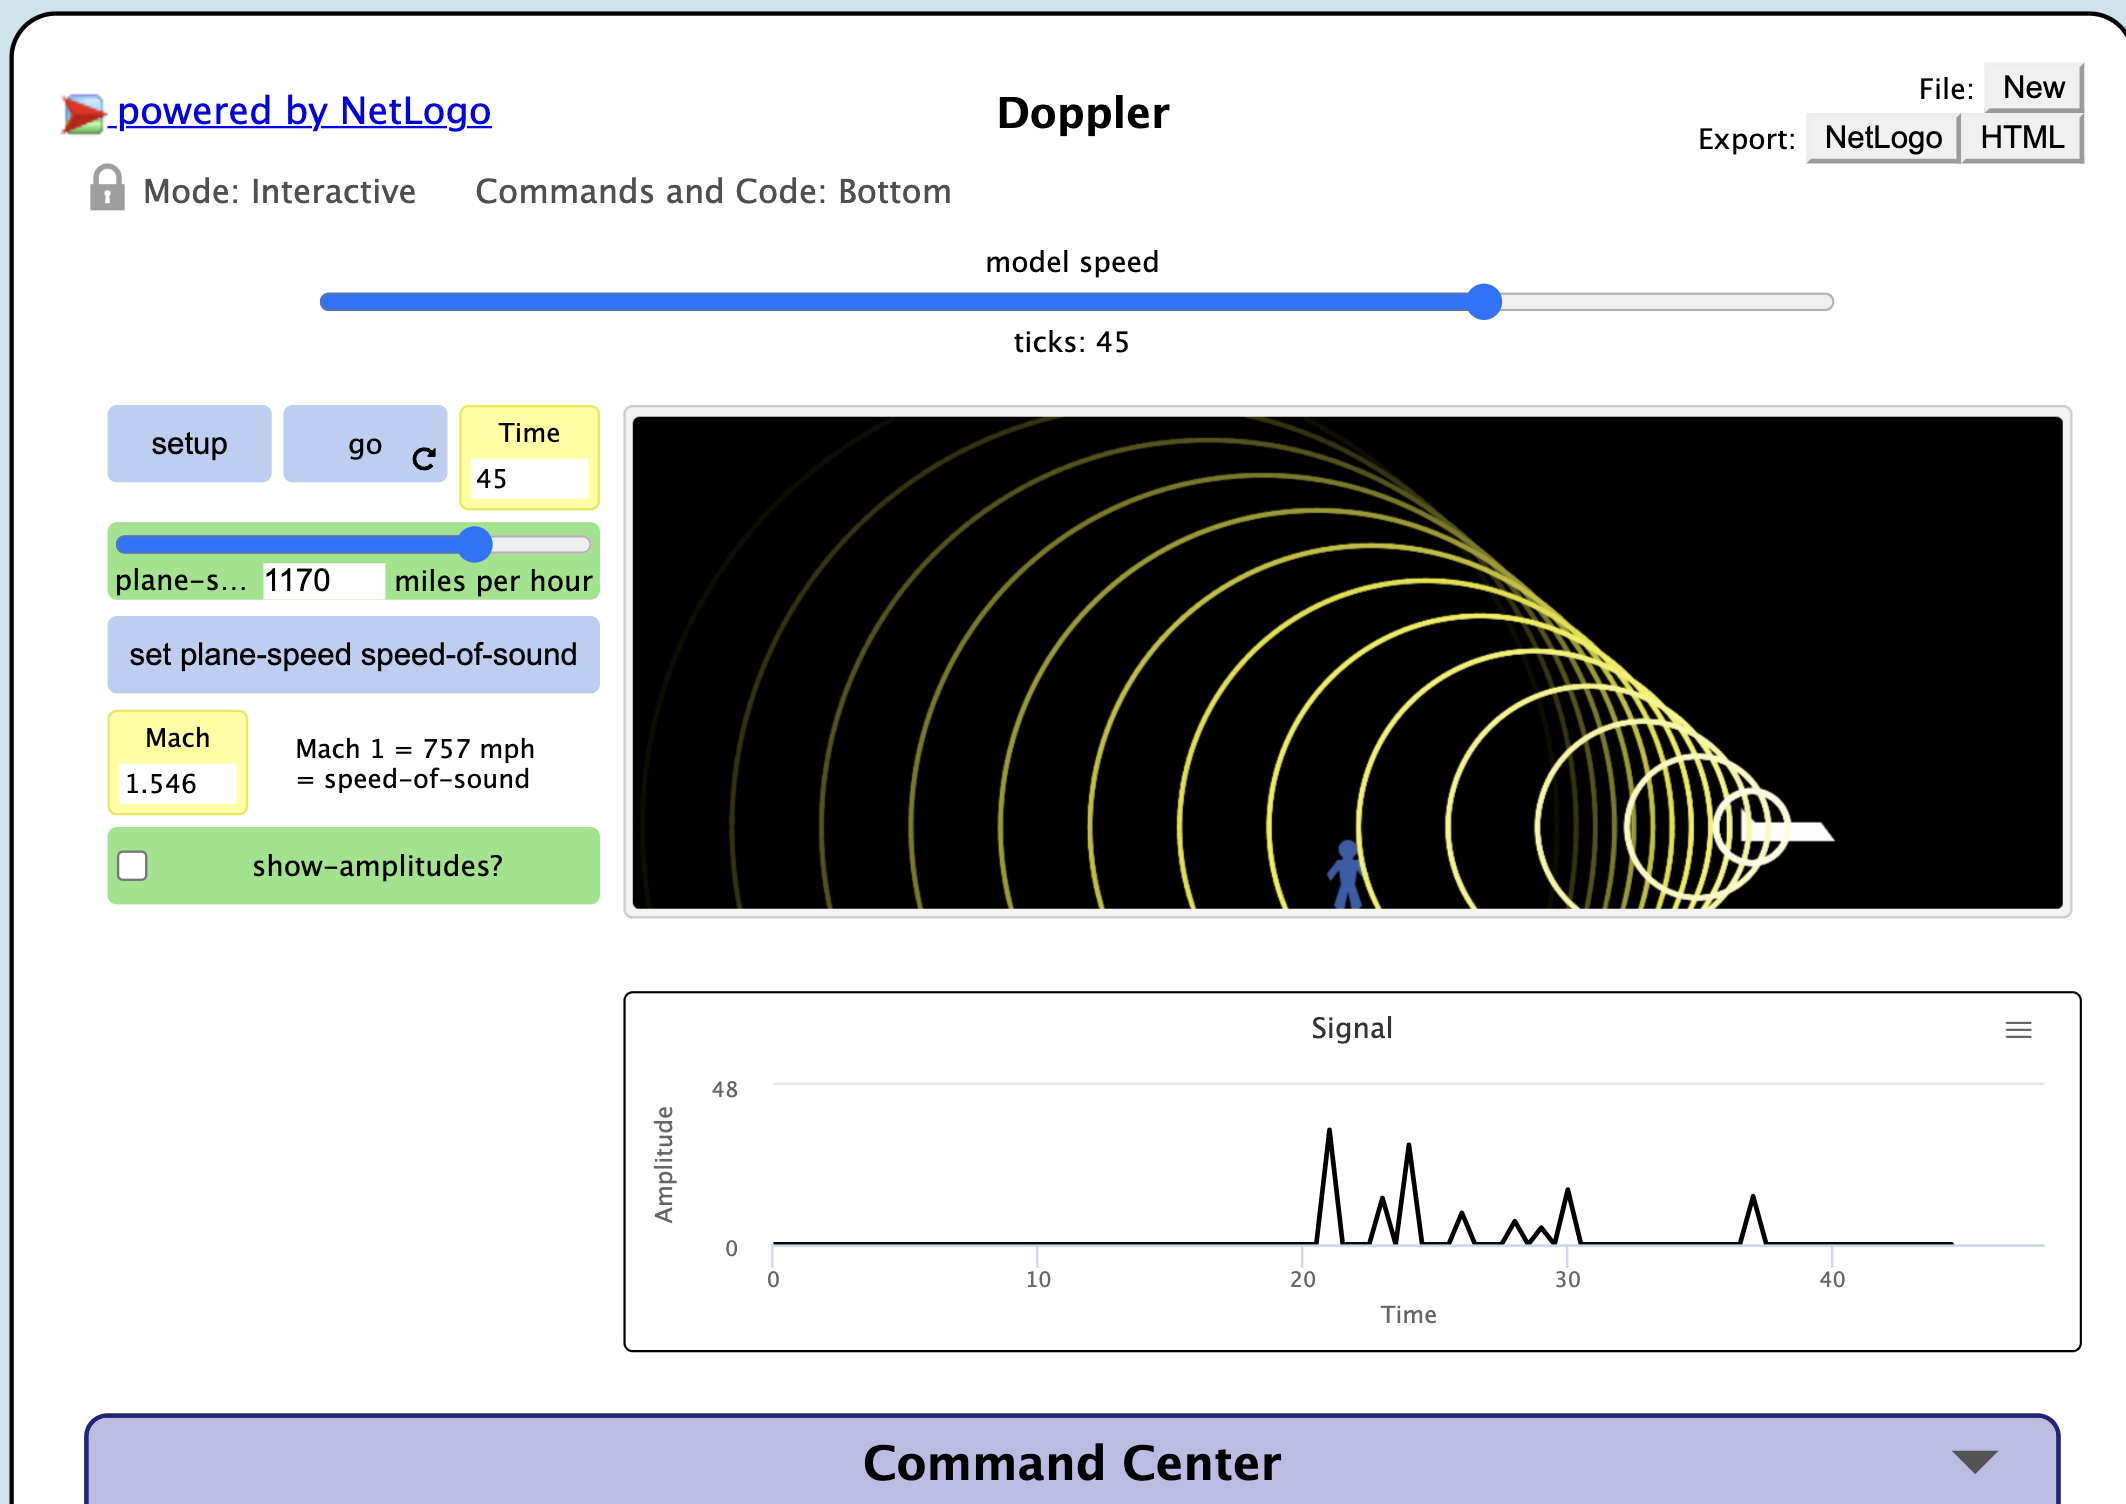 powered by NetLogo
Doppler
File: New
Export: NetLogo HTML
Mode: Interactive Commands and Code: Bottom
model speed
ticks: 45
setup
go
Time
45
plane-s... 1170 miles per hour
set plane-speed speed-of-sound
Mach
1.546
Mach 1 = 757 mph
= speed-of-sound
show-amplitudes?
Signal
Amplitude
48
0
0 10 20 30 40
Time
Command Center